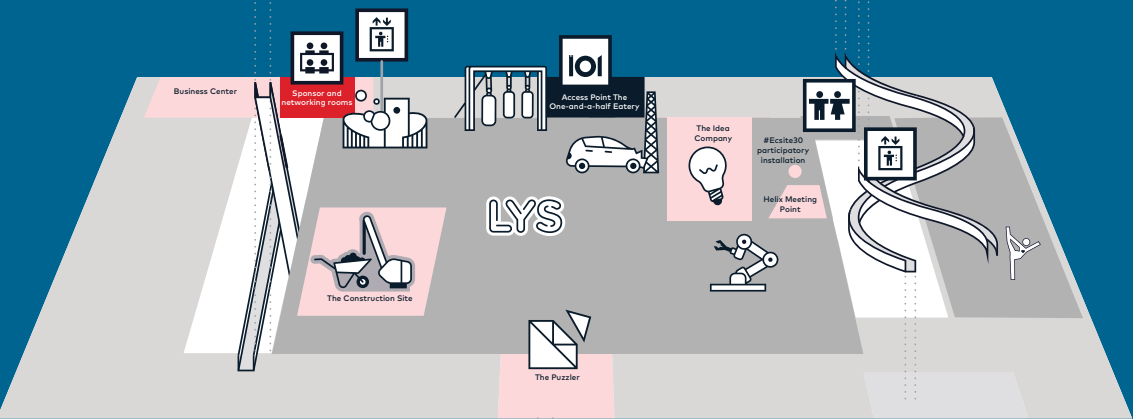 Business Center
Sponsor and
networking rooms
Access Point The
One-and-a-half Eatery
The Idea
Company
#Ecsite30
participatory
installation
Helix Meeting
Point
LYS
The Construction Site
The Puzzler